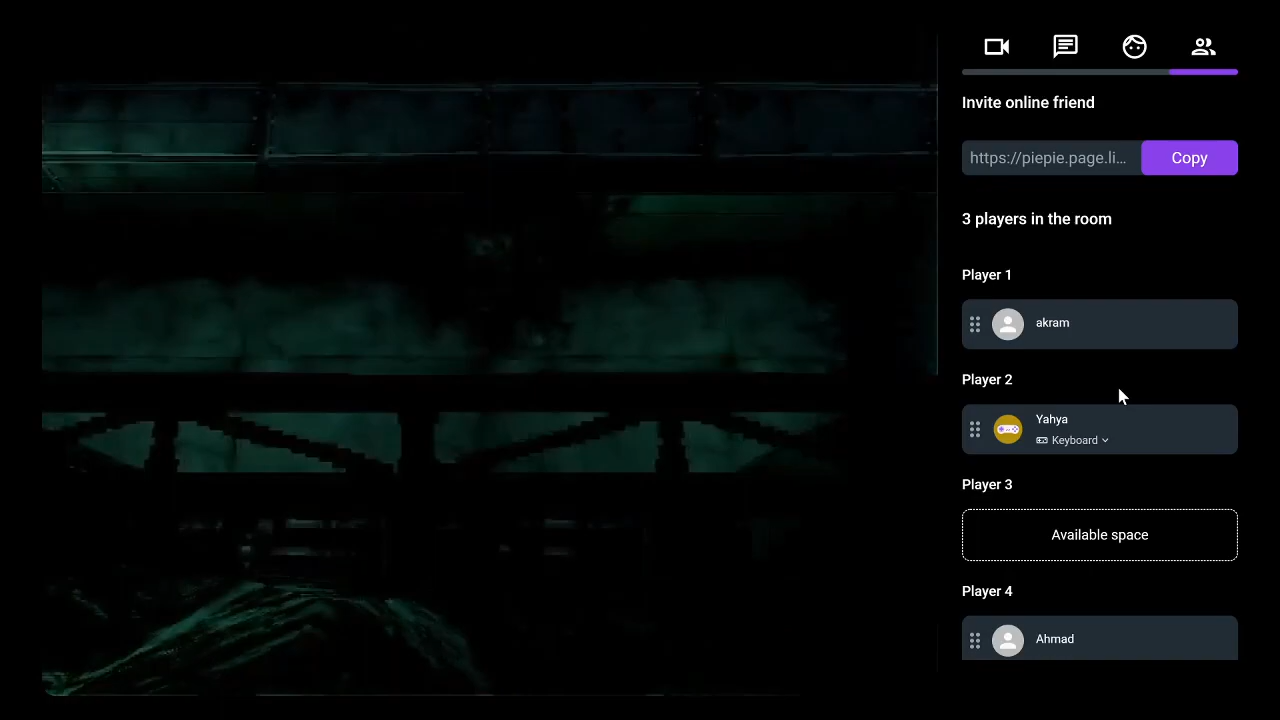 Invite online friend
https://piepie.page.li...
Copy
3 players in the room
Player 1
akram
Player 2
Yahya
Keyboard
Player 3
Available space
Player 4
Ahmad